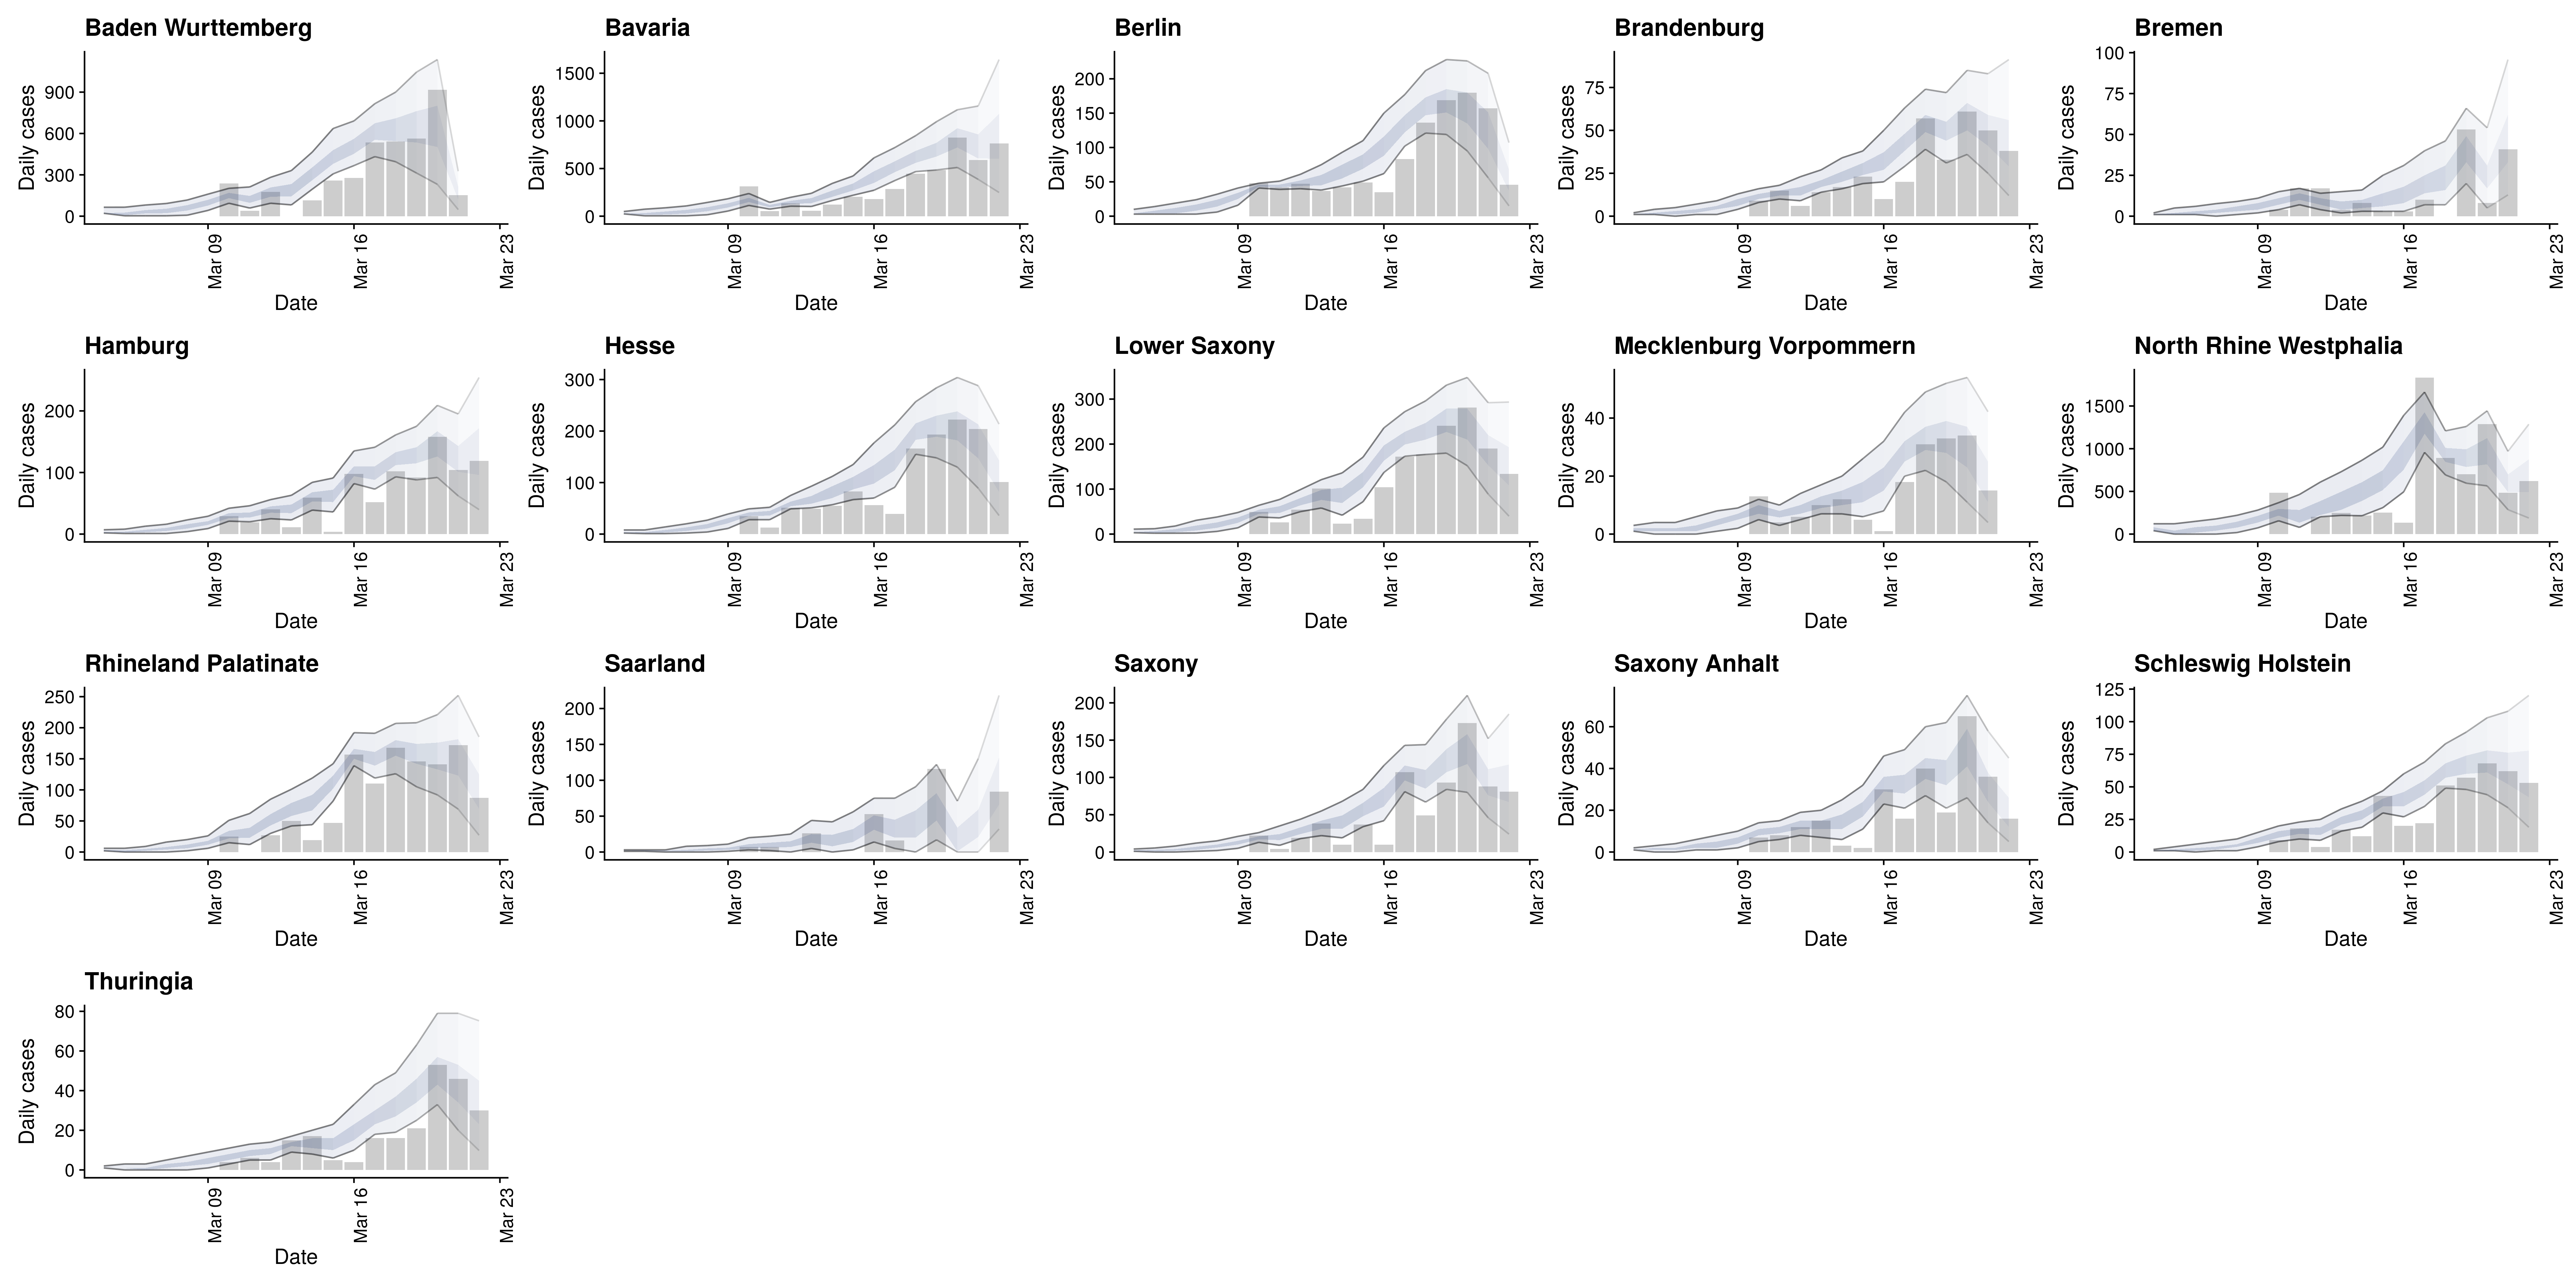 Baden Wurttemberg
Daily cases
900
600
300
0
Mar 09
Mar 16
Mar 23
Date
Bavaria
Daily cases
1500
1000
500
0
Mar 09
Mar 16
Mar 23
Date
Berlin
Daily cases
200
150
100
50
0
Mar 09
Mar 16
Mar 23
Date
Brandenburg
Daily cases
75
50
25
0
Mar 09
Mar 16
Mar 23
Date
Bremen
Daily cases
100
75
50
25
0
Mar 09
Mar 16
Mar 23
Date
Hamburg
Daily cases
200
100
0
Mar 09
Mar 16
Mar 23
Date
Hesse
Daily cases
300
200
100
0
Mar 09
Mar 16
Mar 23
Date
Lower Saxony
Daily cases
300
200
100
0
Mar 09
Mar 16
Mar 23
Date
Mecklenburg Vorpommern
Daily cases
40
20
0
Mar 09
Mar 16
Mar 23
Date
North Rhine Westphalia
Daily cases
1500
1000
500
0
Mar 09
Mar 16
Mar 23
Date
Rhineland Palatinate
Daily cases
250
200
150
100
50
0
Mar 09
Mar 16
Mar 23
Date
Saarland
Daily cases
200
150
100
50
0
Mar 09
Mar 16
Mar 23
Date
Saxony
Daily cases
200
150
100
50
0
Mar 09
Mar 16
Mar 23
Date
Saxony Anhalt
Daily cases
60
40
20
0
Mar 09
Mar 16
Mar 23
Date
Schleswig Holstein
Daily cases
125
100
75
50
25
0
Mar 09
Mar 16
Mar 23
Date
Thuringia
Daily cases
80
60
40
20
0
Mar 09
Mar 16
Mar 23
Date